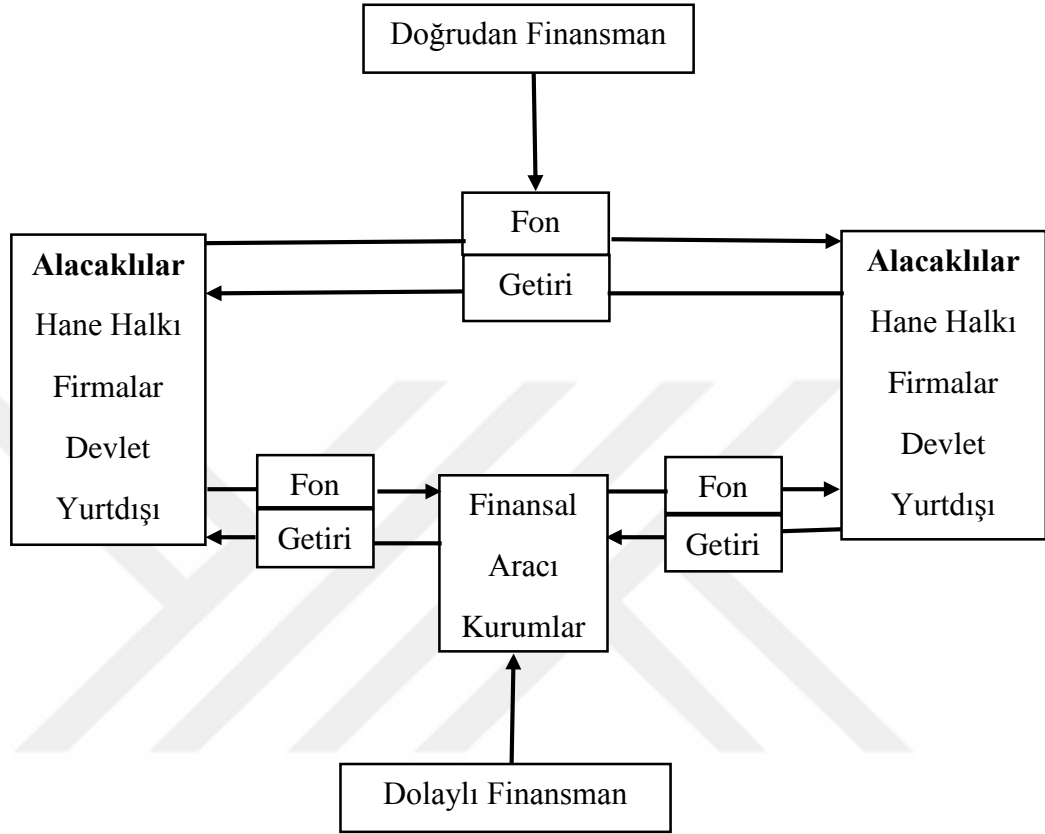 Doğrudan Finansman
Fon
Getiri
Alacaklılar
Hane Halkı
Firmalar
Devlet
Yurtdışı
Alacaklılar
Hane Halkı
Firmalar
Devlet
Yurtdışı
Fon
Getiri
Finansal
Aracı
Kurumlar
Fon
Getiri
Dolaylı Finansman